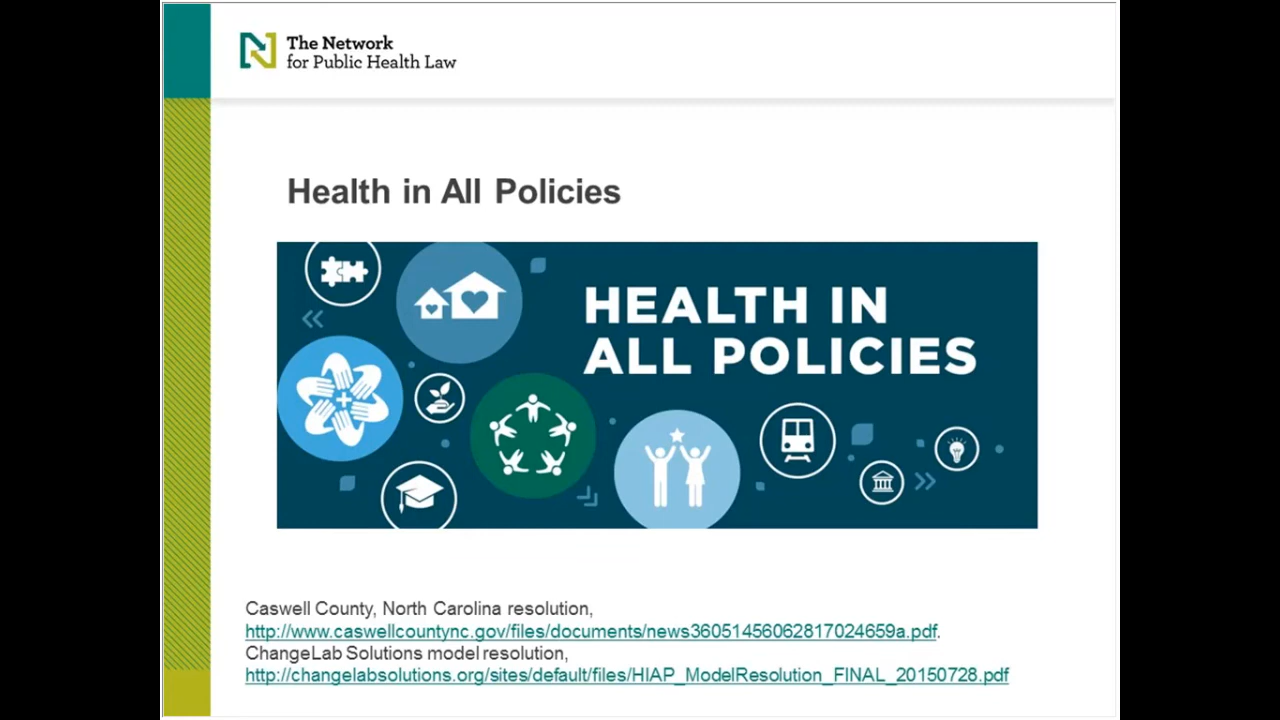 The Network
for Public Health Law
Health in All Policies
HEALTH IN
ALL POLICIES
Caswell County, North Carolina resolution,
http://www.caswellcountync.gov/files/documents/news36051456062817024659a.pdf.
ChangeLab Solutions model resolution,
http://changelabsolutions.org/sites/default/files/HIAP_ModelResolution_FINAL_20150728.pdf